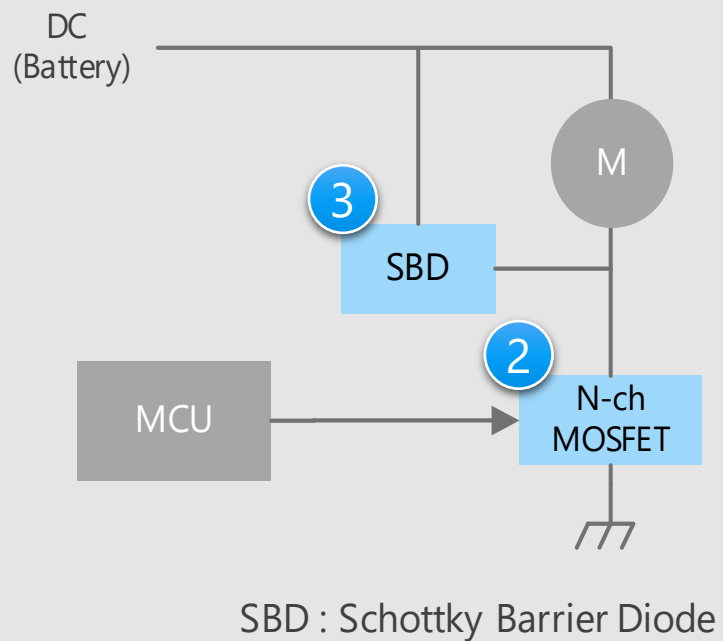 DC
(Battery)
M
3
SBD
2
N-ch
MOSFET
MCU
SBD : Schottky Barrier Diode